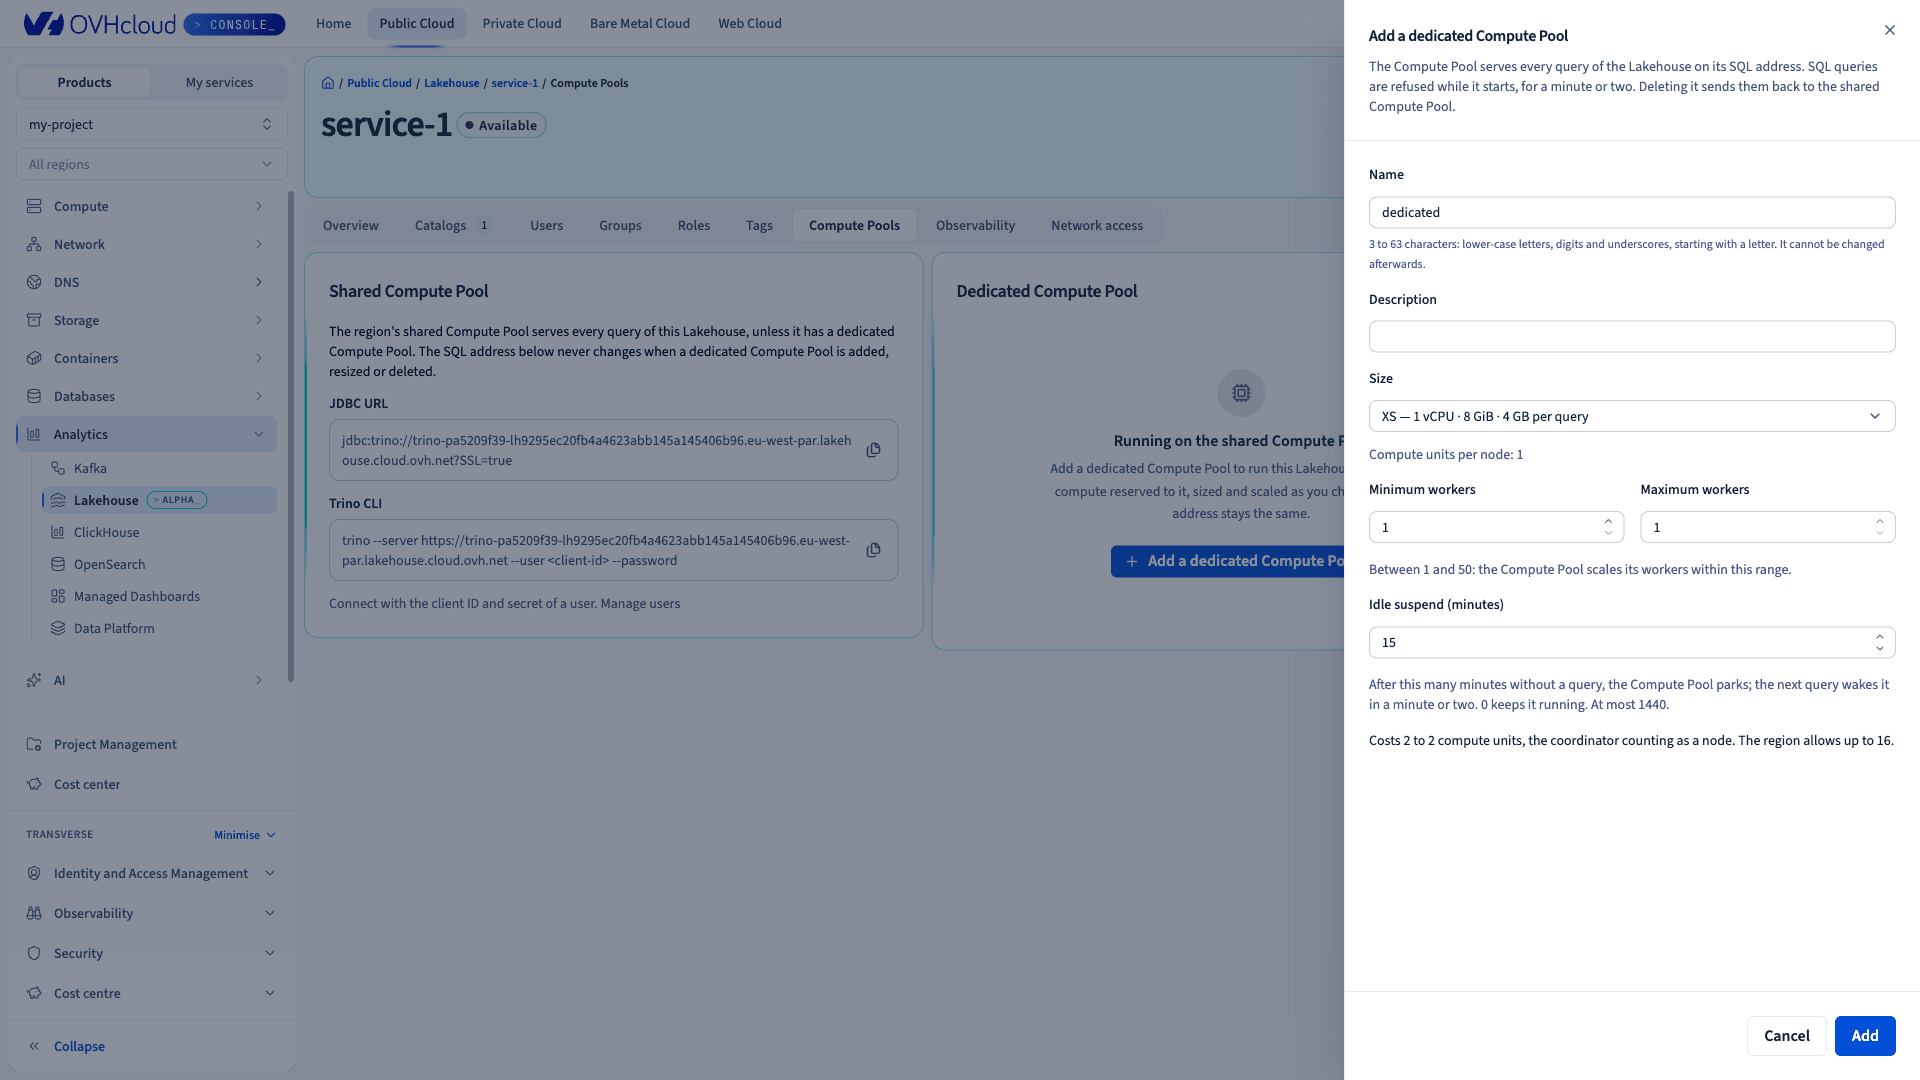 OVHcloud
> CONSOLE_
Home
Public Cloud
Private Cloud
Bare Metal Cloud
Web Cloud
Products
My services
my-project
All regions
Compute
Network
DNS
Storage
Containers
Databases
Analytics
Kafka
Lakehouse
> ALPHA_
ClickHouse
OpenSearch
Managed Dashboards
Data Platform
AI
Project Management
Cost center
TRANSVERSE
Minimise
Identity and Access Management
Observability
Security
Cost centre
Collapse
/ Public Cloud / Lakehouse / service-1 / Compute Pools
service-1
Available
Overview
Catalogs 1
Users
Groups
Roles
Tags
Compute Pools
Observability
Network access
Shared Compute Pool
The region's shared Compute Pool serves every query of this Lakehouse, unless it has a dedicated
Compute Pool. The SQL address below never changes when a dedicated Compute Pool is added,
resized or deleted.
JDBC URL
jdbc:trino://trino-pa5209f39-lh9295ec20fb4a4623abb145a145406b96.eu-west-par.lakeh
ouse.cloud.ovh.net?SSL=true
Trino CLI
trino --server https://trino-pa5209f39-lh9295ec20fb4a4623abb145a145406b96.eu-west-
par.lakehouse.cloud.ovh.net --user <client-id> --password
Connect with the client ID and secret of a user. Manage users
Dedicated Compute Pool
Running on the shared Compute
Add a dedicated Compute Pool to run this
compute reserved to it, sized and scaled as you
address stays the same.
Add a dedicated Compute
Add a dedicated Compute Pool
The Compute Pool serves every query of the Lakehouse on its SQL address. SQL queries
are refused while it starts, for a minute or two. Deleting it sends them back to the shared
Compute Pool.
Name
dedicated
3 to 63 characters: lower-case letters, digits and underscores, starting with a letter. It cannot be changed
afterwards.
Description
Size
XS — 1 vCPU · 8 GiB · 4 GB per query
Compute units per node: 1
Minimum workers
Maximum workers
1
1
Between 1 and 50: the Compute Pool scales its workers within this range.
Idle suspend (minutes)
15
After this many minutes without a query, the Compute Pool parks; the next query wakes it
in a minute or two. 0 keeps it running. At most 1440.
Costs 2 to 2 compute units, the coordinator counting as a node. The region allows up to 16.
Cancel
Add